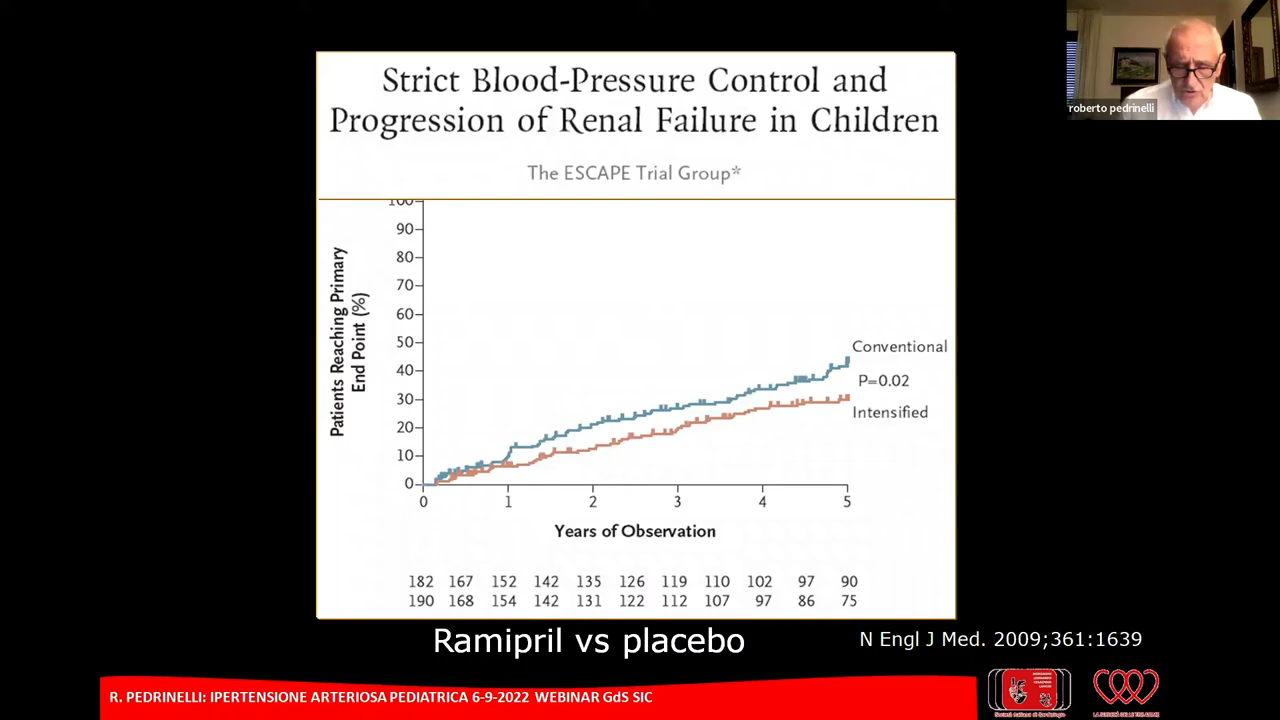 roberto pedrinelli
Strict Blood-Pressure Control and
Progression of Renal Failure in Children
The ESCAPE Trial Group*
Patients Reaching Primary
End Point (%)
100
90
80
70
60
50
40
30
20
10
0
Conventional
P=0.02
Intensified
0 1 2 3 4 5
Years of Observation
182 167 152 142 135 126 119 110 102 97 90
190 168 154 142 131 122 112 107 97 86 75
Ramipril vs placebo
N Engl J Med. 2009;361:1639
R. PEDRINELLI: IPERTENSIONE ARTERIOSA PEDIATRICA 6-9-2022 WEBINAR GdS SIC
Società Italiana di Cardiologia